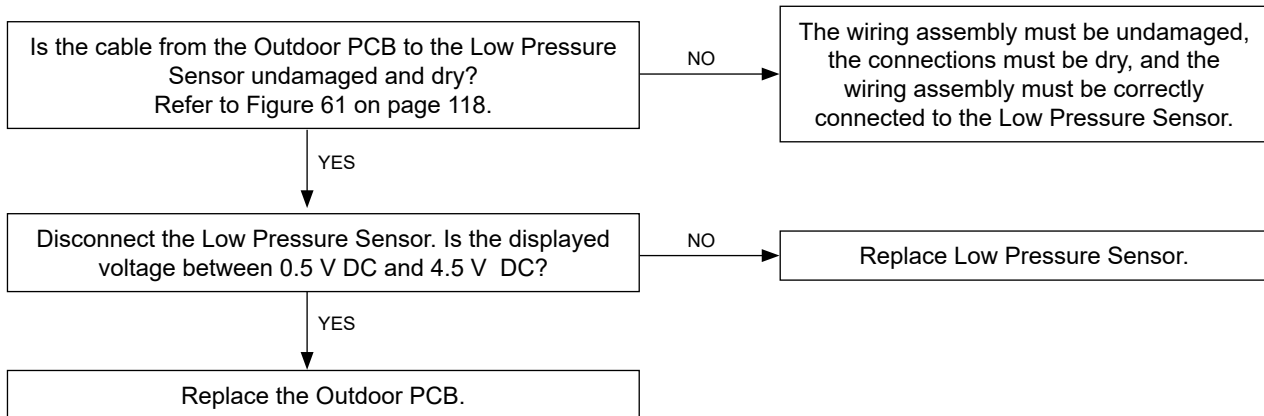 Is the cable from the Outdoor PCB to the Low Pressure
Sensor undamaged and dry?
Refer to Figure 61 on page 118.
NO
The wiring assembly must be undamaged,
the connections must be dry, and the
wiring assembly must be correctly
connected to the Low Pressure Sensor.
YES
Disconnect the Low Pressure Sensor. Is the displayed
voltage between 0.5 V DC and 4.5 V  DC?
NO
Replace Low Pressure Sensor.
YES
Replace the Outdoor PCB.